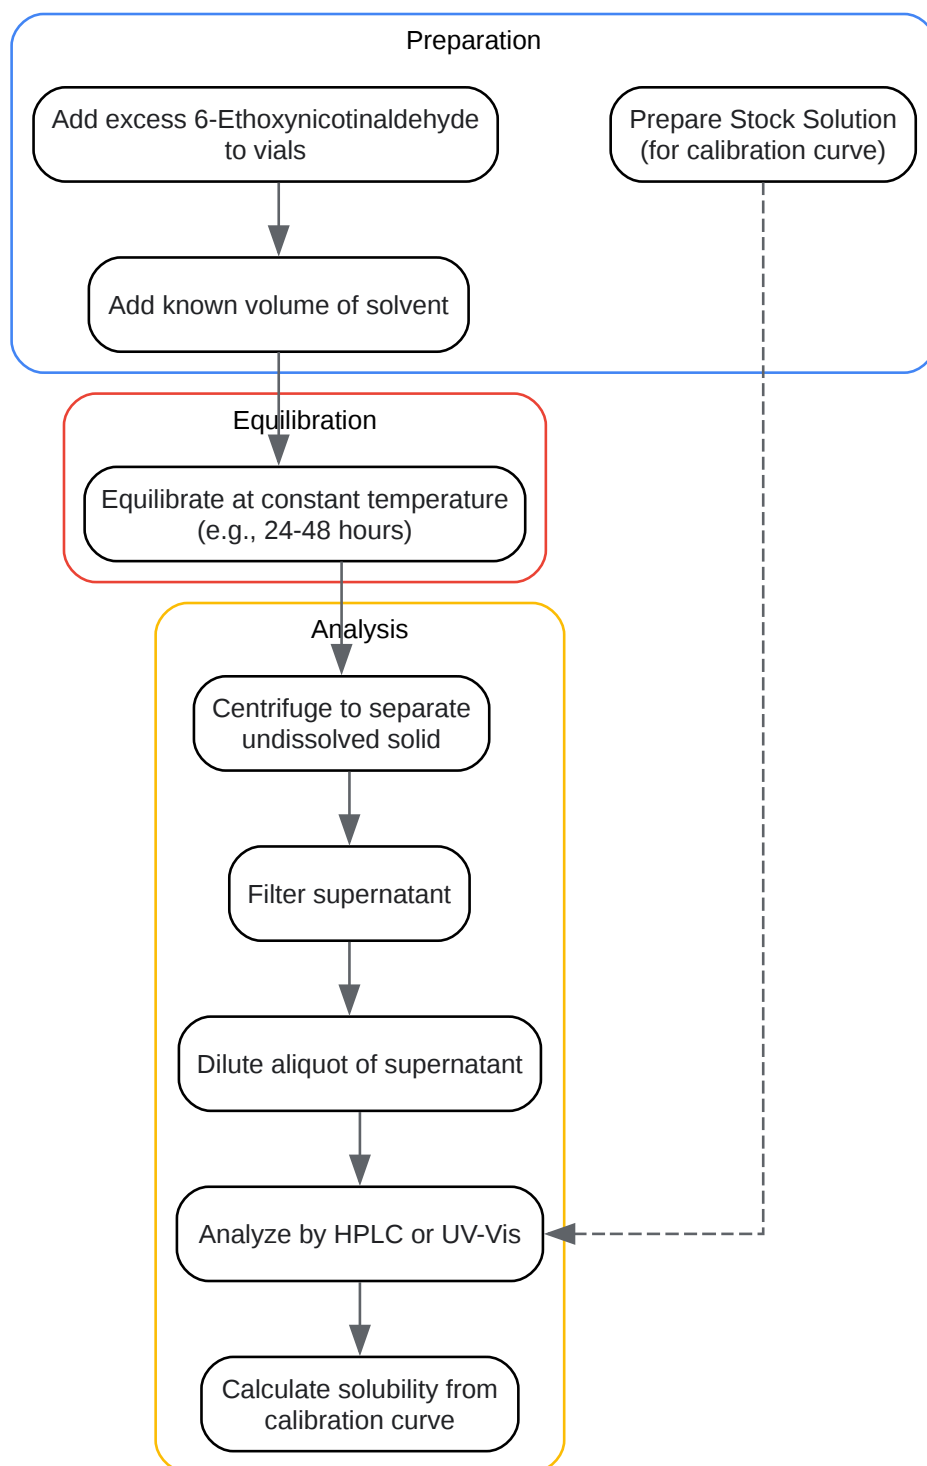 Preparation
Add excess 6-Ethoxynicotinaldehyde
to vials
Prepare Stock Solution
(for calibration curve)
Add known volume of solvent
Equilibration
Equilibrate at constant temperature
(e.g., 24-48 hours)
Analysis
Centrifuge to separate
undissolved solid
Filter supernatant
Dilute aliquot of supernatant
Analyze by HPLC or UV-Vis
Calculate solubility from
calibration curve